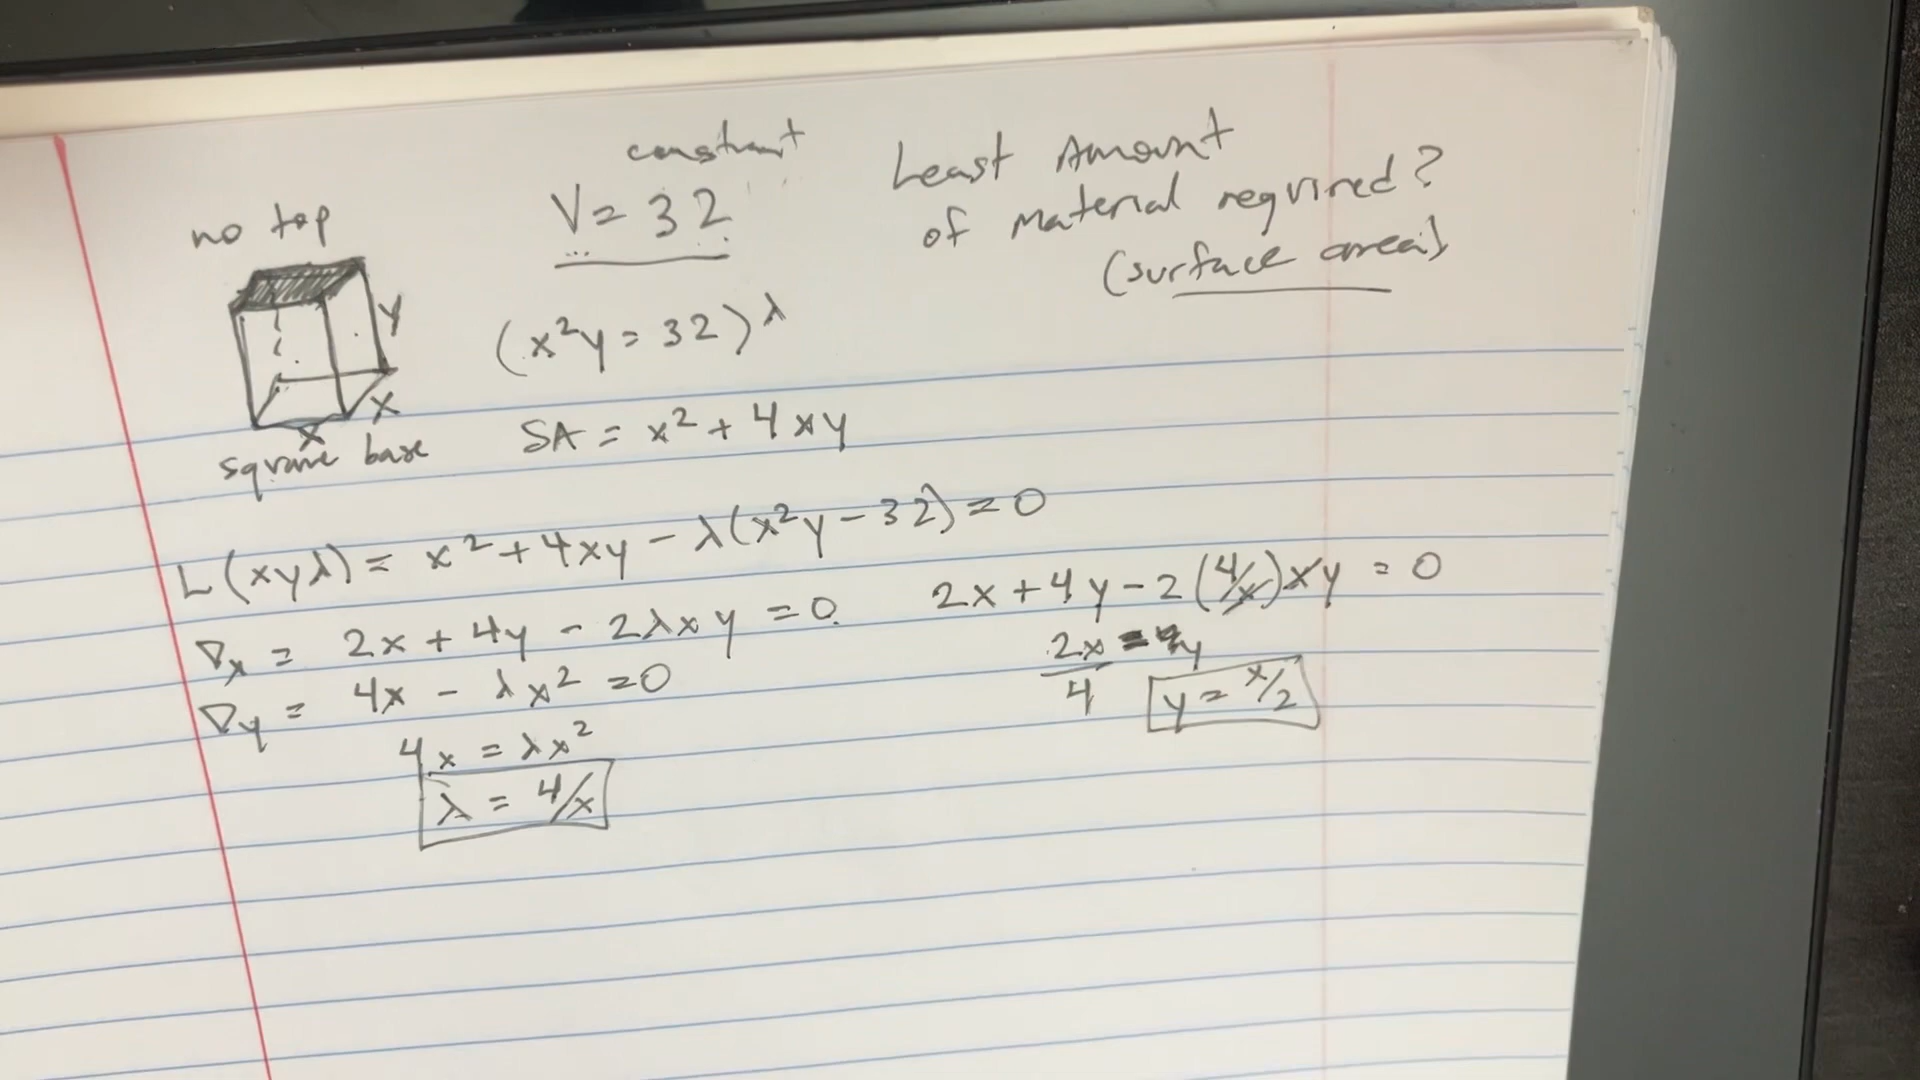 constraint
V = 32
Least Amount
of material required?
(surface area)
no top
y
x
x
square base
(x²y = 32) λ
SA = x² + 4xy
L(xyλ) = x² + 4xy - λ(x²y - 32) = 0
∇x = 2x + 4y - 2λxy = 0
∇y = 4x - λx² = 0
4x = λx²
λ = 4/x
2x + 4y - 2(4/x)xy = 0
2x = 4y
4
y = x/2